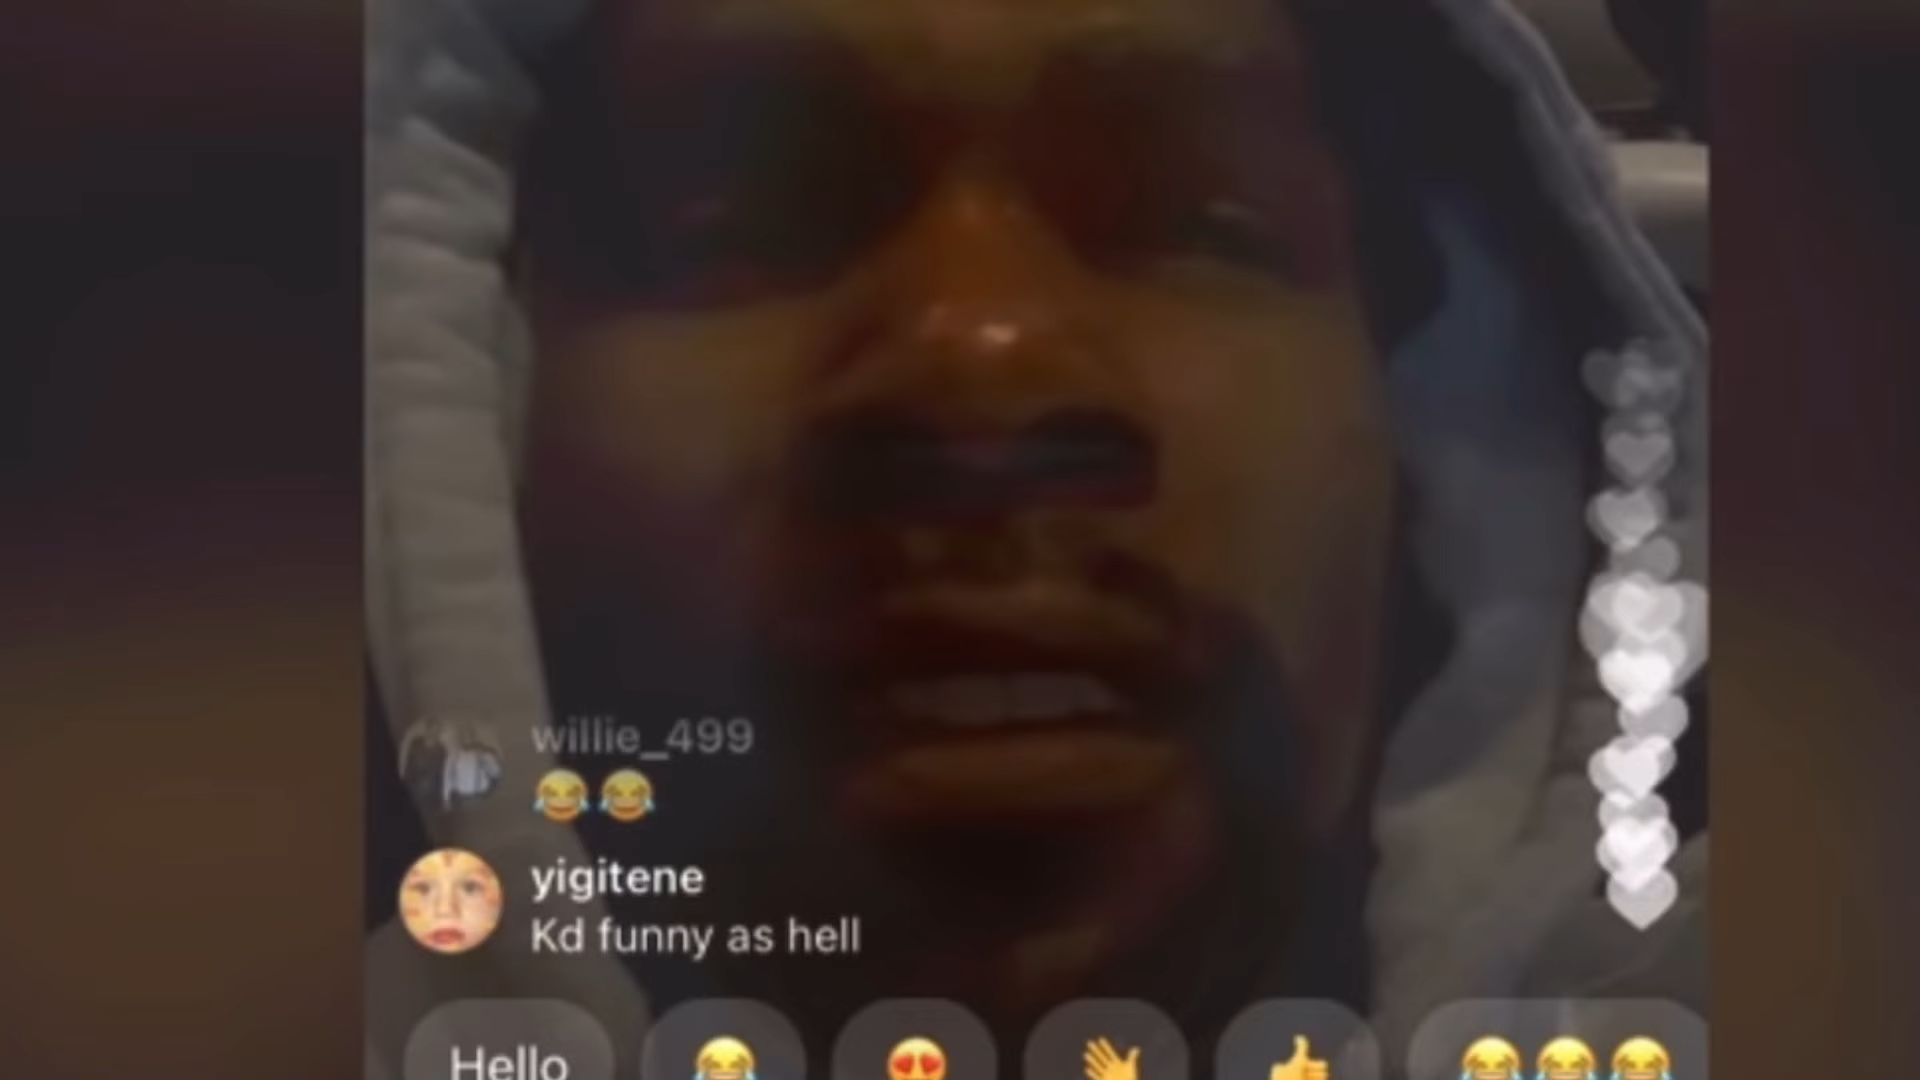 willie_499
😂😂
yigitene
Kd funny as hell
Hello 😂 😍 👋 👍 😂😂😂